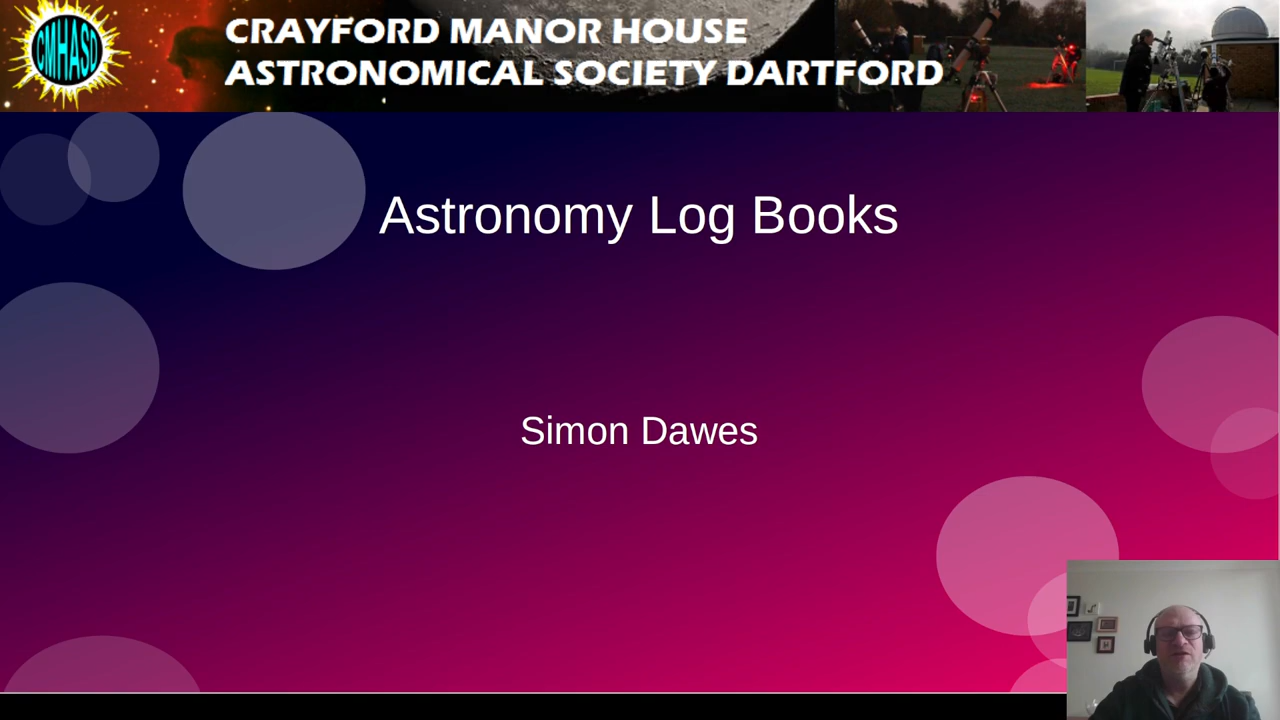 CMHASD
CRAYFORD MANOR HOUSE
ASTRONOMICAL SOCIETY DARTFORD
Astronomy Log Books
Simon Dawes